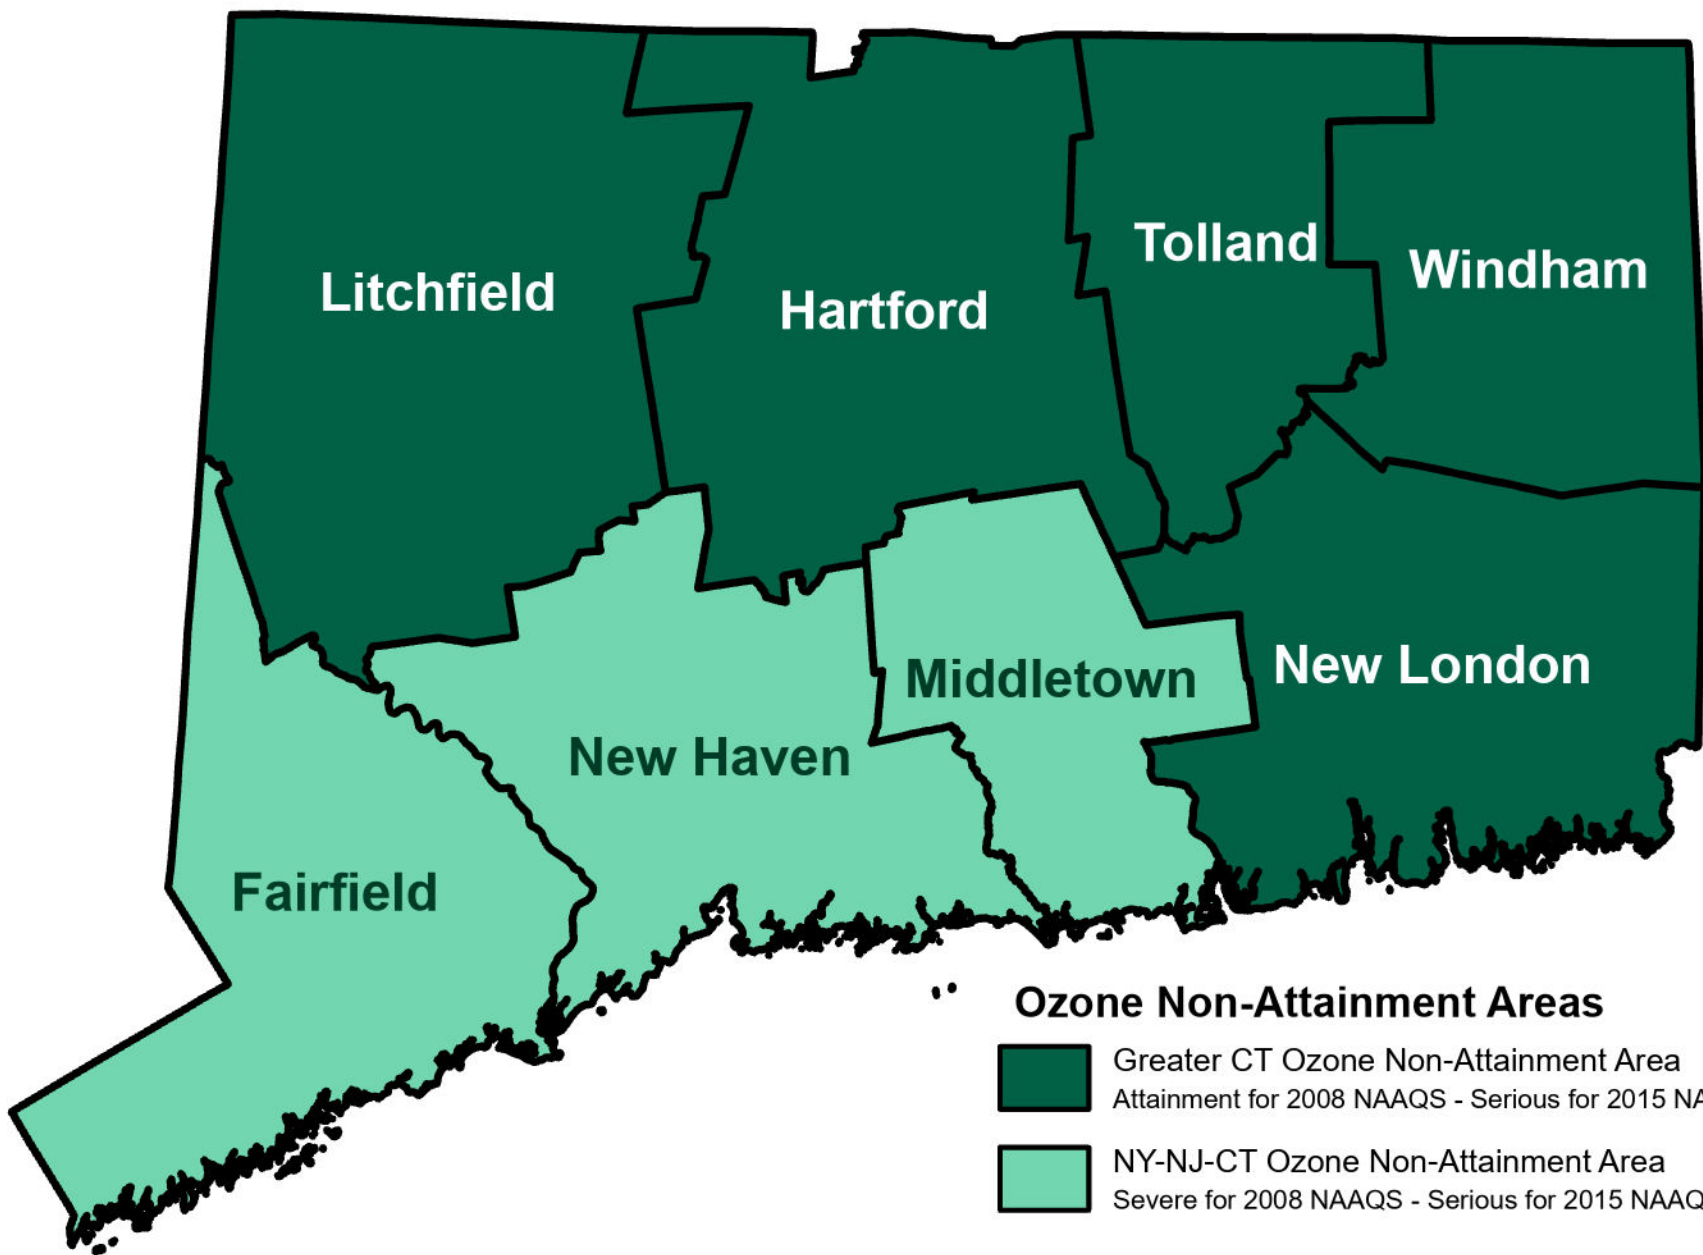 Litchfield
Hartford
Tolland
Windham
Middletown
New London
New Haven
Fairfield
Ozone Non-Attainment Areas
Greater CT Ozone Non-Attainment Area
Attainment for 2008 NAAQS - Serious for 2015 NA
NY-NJ-CT Ozone Non-Attainment Area
Severe for 2008 NAAQS - Serious for 2015 NAAQ